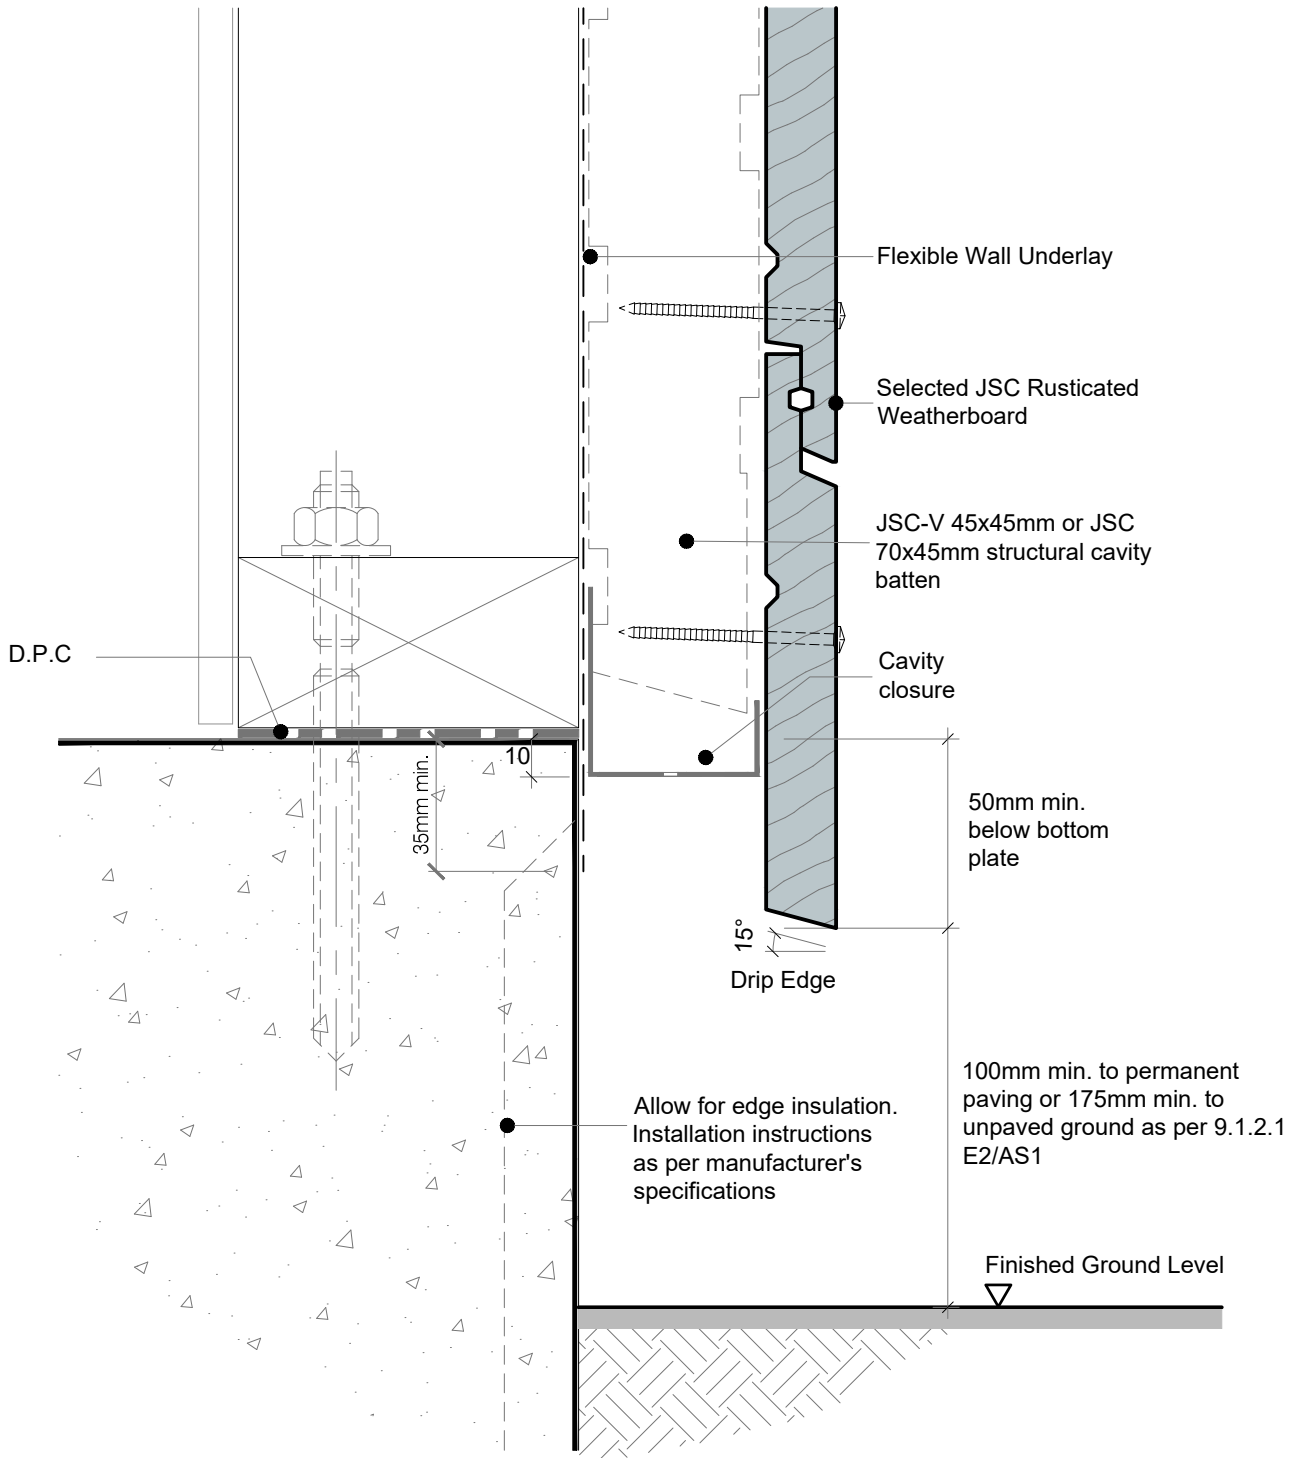 Flexible Wall Underlay
Selected JSC Rusticated
Weatherboard
JSC-V 45x45mm or JSC
70x45mm structural cavity
batten
D.P.C
Cavity
closure
10
35mm min.
50mm min.
below bottom
plate
15°
Drip Edge
100mm min. to permanent
paving or 175mm min. to
unpaved ground as per 9.1.2.1
E2/AS1
Allow for edge insulation.
Installation instructions
as per manufacturer's
specifications
Finished Ground Level